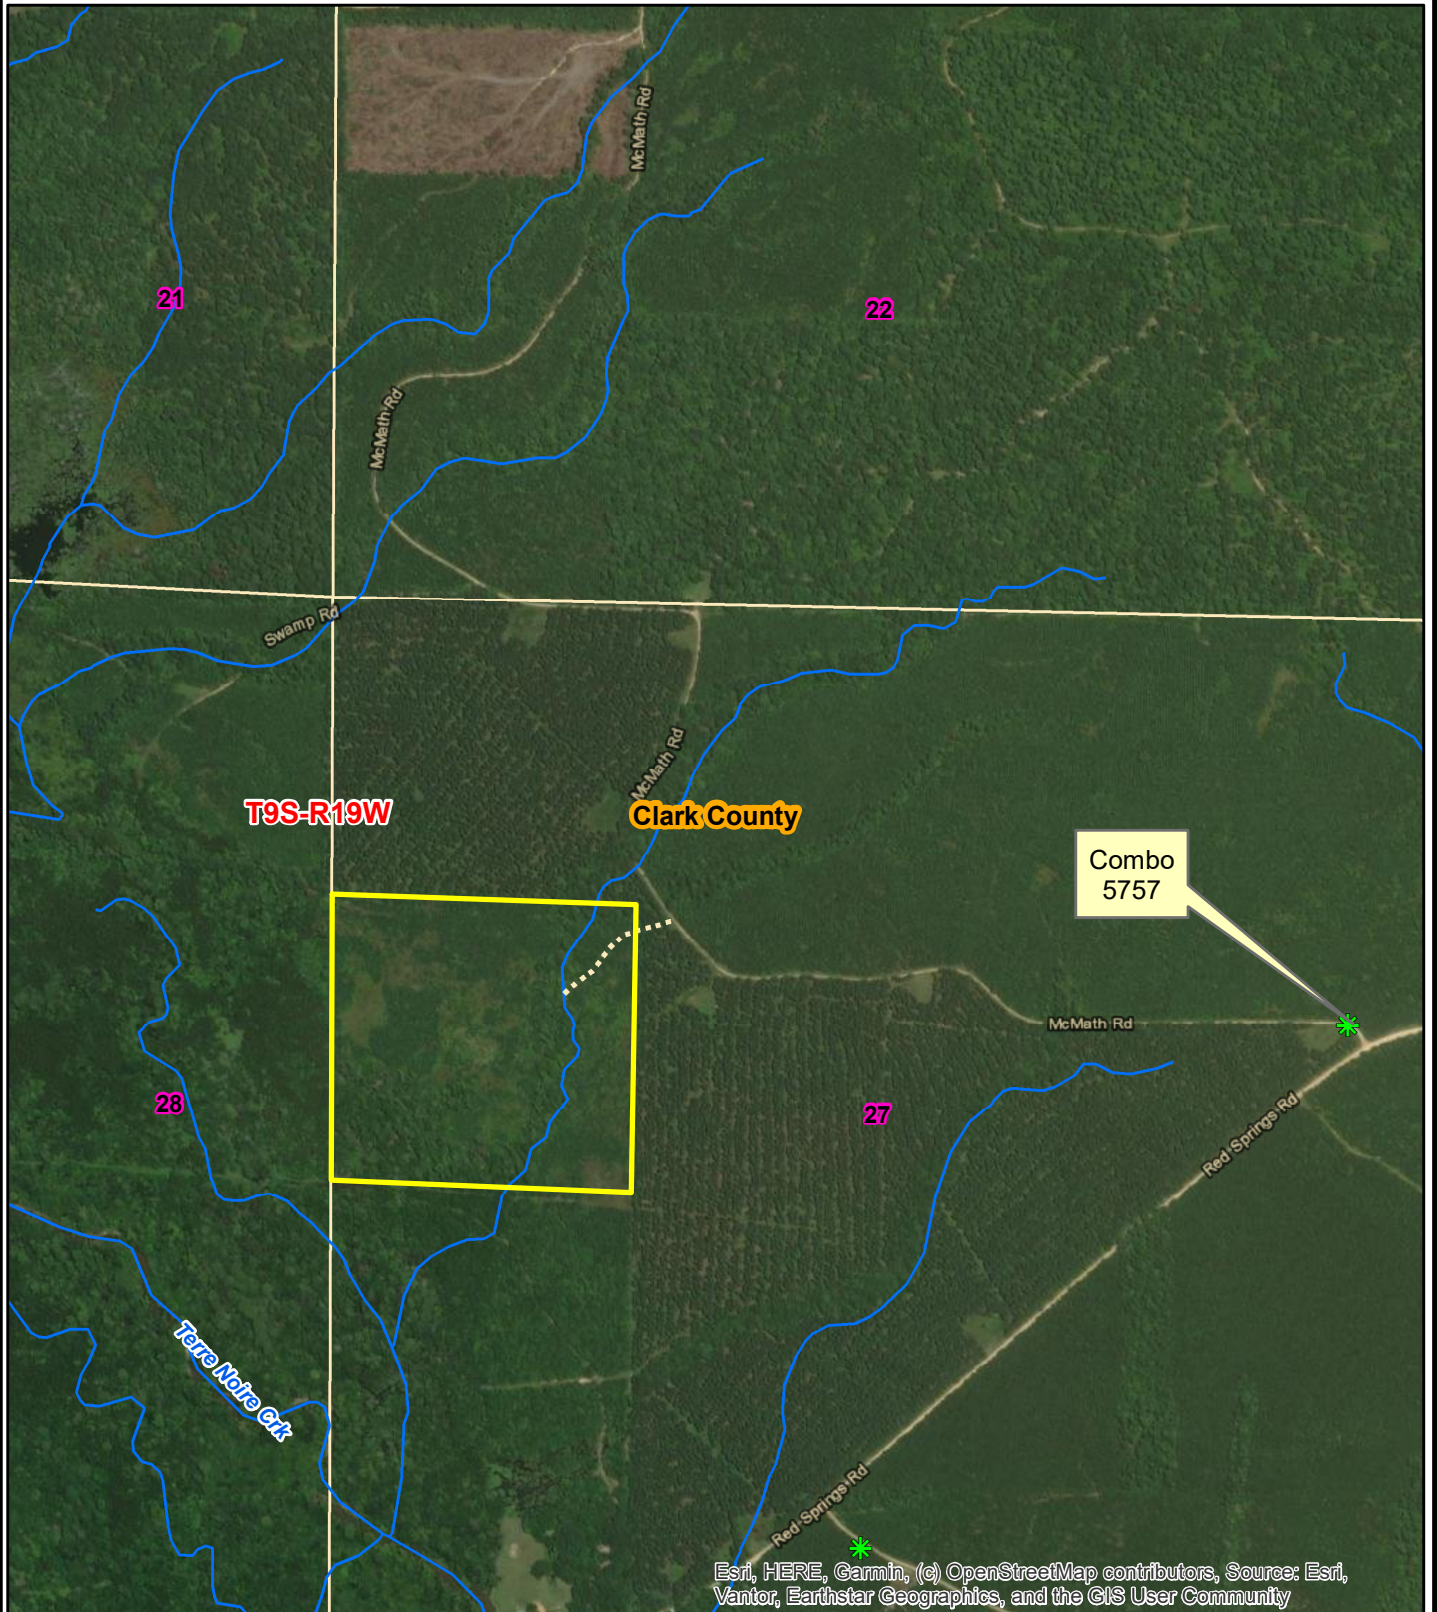 McMath Rd
21
22
McMath Rd
Swamp Rd
McMath Rd
T9S-R19W
Clark County
Combo
5757
McMath Rd
28
27
Red Springs Rd
Terre Noire Crk
Red Springs Rd
Esri, HERE, Garmin, (c) OpenStreetMap contributors, Source: Esri,
Vantor, Earthstar Geographics, and the GIS User Community